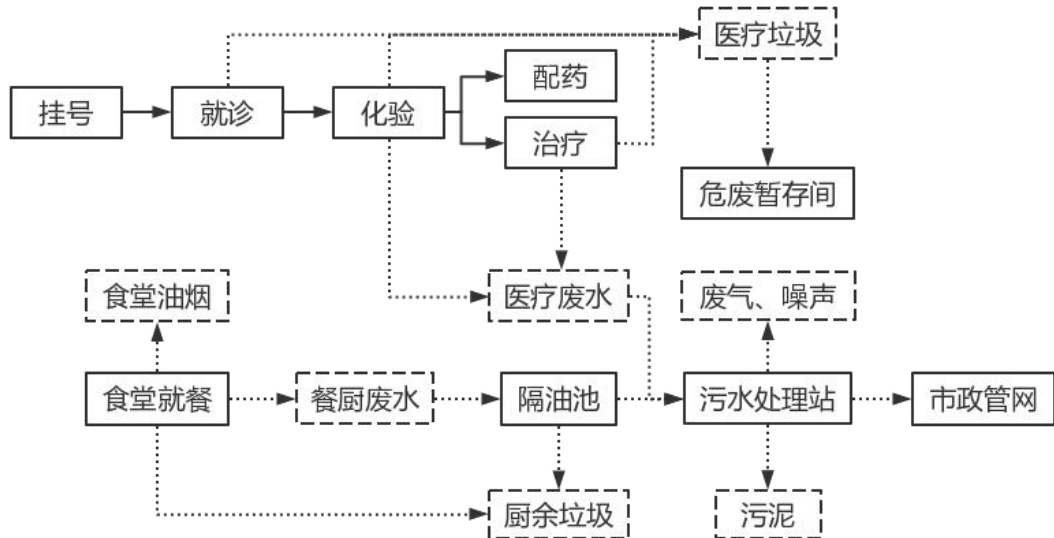 医疗垃圾
配药
挂号
就诊
化验
治疗
危废暂存间
食堂油烟
医疗废水
废气、噪声
食堂就餐
餐厨废水
隔油池
污水处理站
市政管网
厨余垃圾
污泥